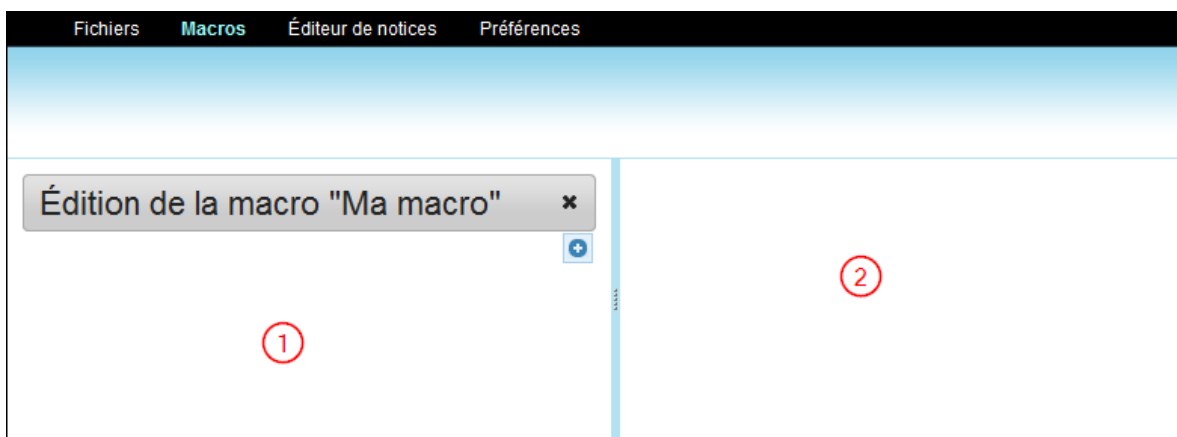 Fichiers Macros Éditeur de notices Préférences
Édition de la macro "Ma macro"
1
2